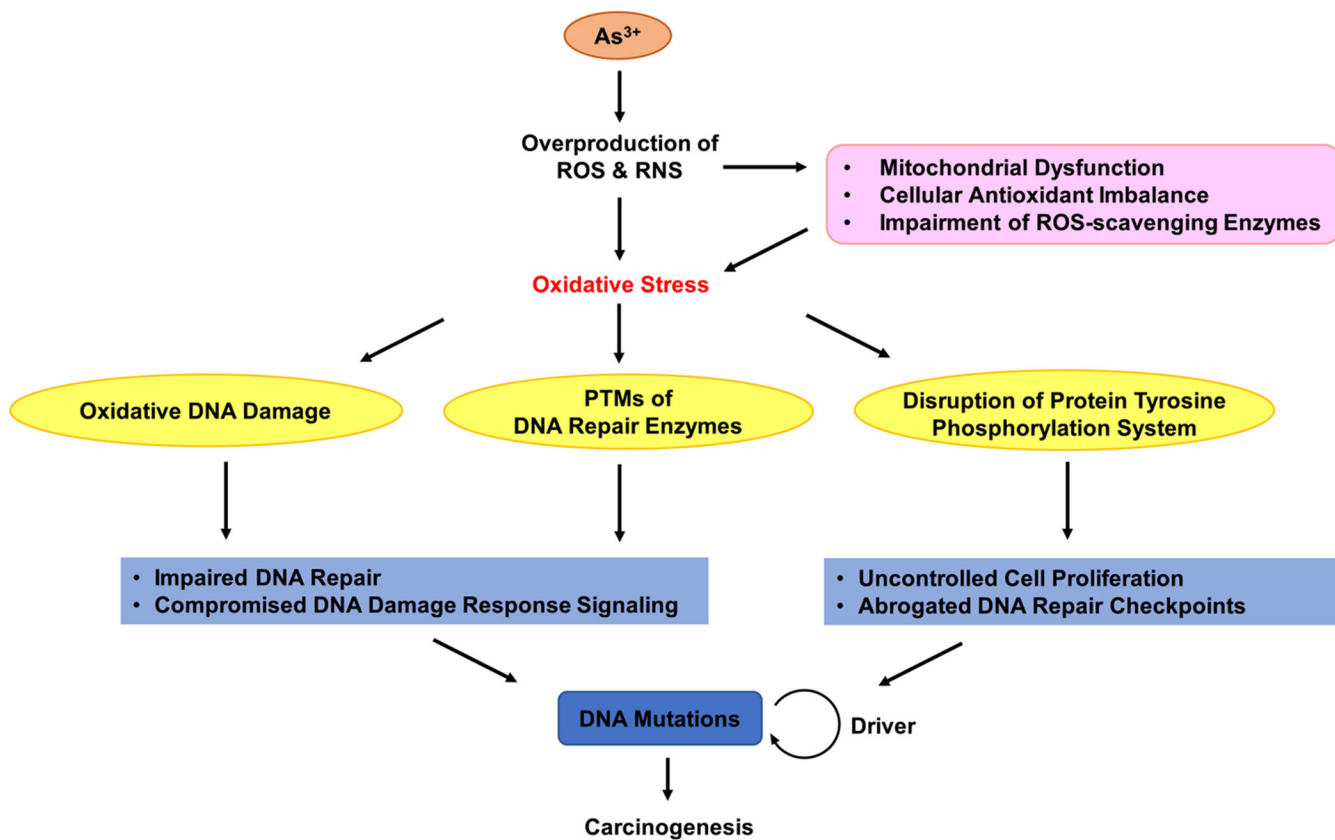 As³⁺
Overproduction of
ROS & RNS
• Mitochondrial Dysfunction
• Cellular Antioxidant Imbalance
• Impairment of ROS-scavenging Enzymes
Oxidative Stress
Oxidative DNA Damage
PTMs of
DNA Repair Enzymes
Disruption of Protein Tyrosine
Phosphorylation System
• Impaired DNA Repair
• Compromised DNA Damage Response Signaling
• Uncontrolled Cell Proliferation
• Abrogated DNA Repair Checkpoints
DNA Mutations
Driver
Carcinogenesis